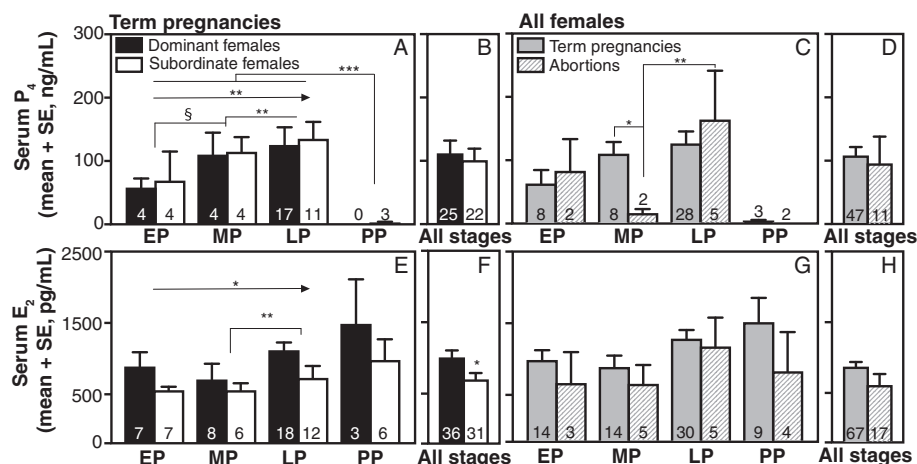 Term pregnancies
All females
Serum P4
(mean + SE, ng/mL)
300
200
100
0
A
Dominant females
Subordinate females
***
**
§
**
4
4
4
4
17
11
0
3
EP
MP
LP
PP
B
25
22
All stages
C
Term pregnancies
Abortions
**
*
8
2
8
2
28
5
3
2
EP
MP
LP
PP
D
47
11
All stages
Serum E2
(mean + SE, pg/mL)
2500
1500
500
0
E
*
**
7
7
8
6
18
12
3
6
EP
MP
LP
PP
F
*
36
31
All stages
G
14
3
14
5
30
5
9
4
EP
MP
LP
PP
H
67
17
All stages